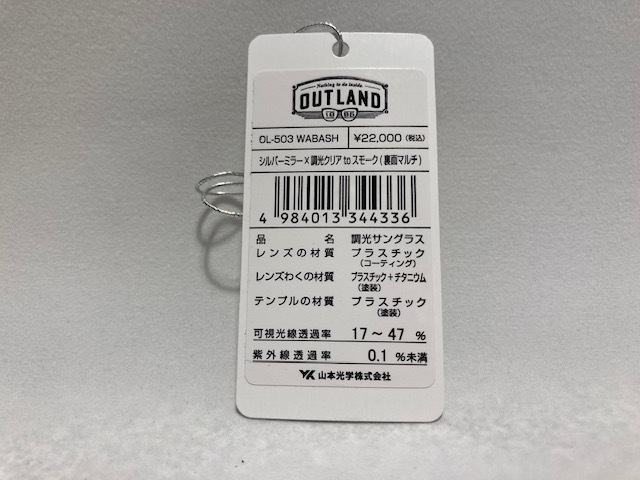 Nothing to do inside
OUTLAND
OL-503 WABASH ¥22,000 (税込)
シルバーミラー×調光クリア to スモーク (裏面マルチ)
4 984013 344336
品名 調光サングラス
レンズの材質 プラスチック
(コーティング)
レンズわくの材質 プラスチック+チタニウム
(塗装)
テンプルの材質 プラスチック
(塗装)
可視光線透過率 17~47 %
紫外線透過率 0.1 %未満
YK 山本光学株式会社